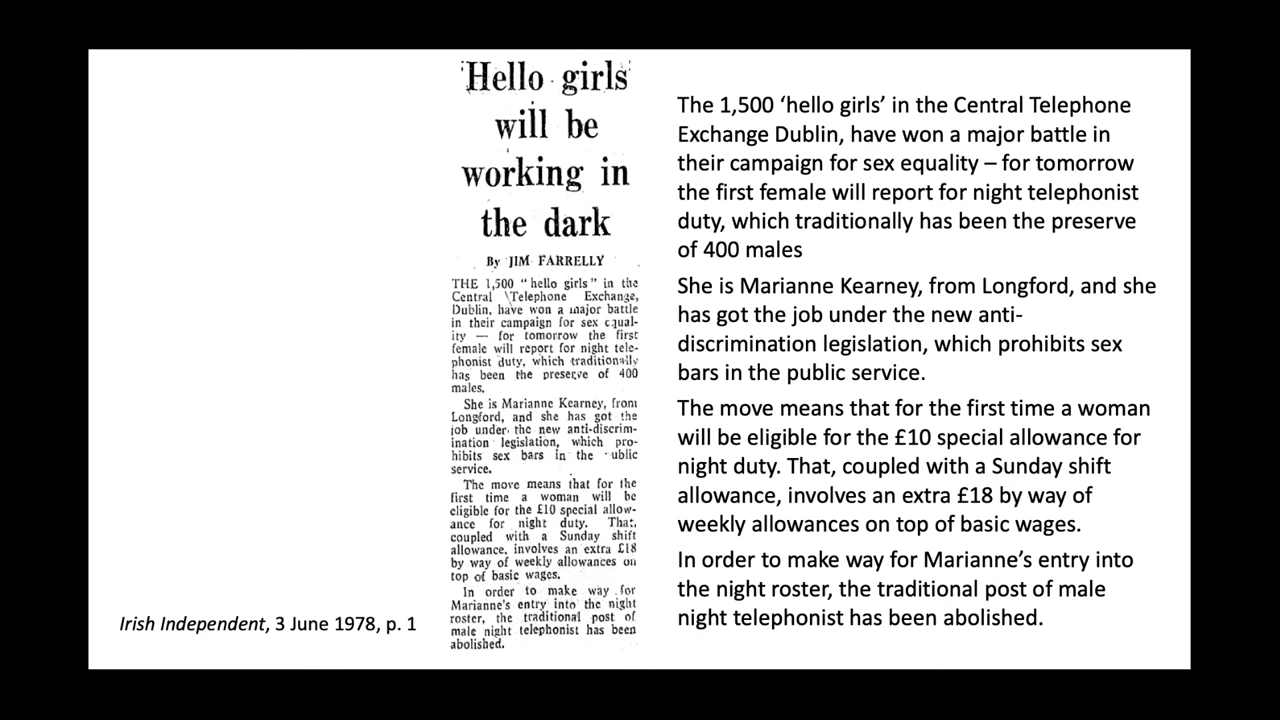 'Hello girls'
will be
working in
the dark
By JIM FARRELLY
THE 1,500 "hello girls" in the
Central Telephone Exchange,
Dublin, have won a major battle
in their campaign for sex equal-
ity — for tomorrow the first
female will report for night tele-
phonist duty, which traditionally
has been the preserve of 400
males.
She is Marianne Kearney, from
Longford, and she has got the
job under the new anti-discrim-
ination legislation, which pro-
hibits sex bars in the ublic
service.
The move means that for the
first time a woman will be
eligible for the £10 special allow-
ance for night duty. That,
coupled with a Sunday shift
allowance, involves an extra £18
by way of weekly allowances on
top of basic wages.
In order to make way for
Marianne's entry into the night
roster, the traditional post of
male night telephonist has been
abolished.
Irish Independent, 3 June 1978, p. 1
The 1,500 ‘hello girls’ in the Central Telephone
Exchange Dublin, have won a major battle in
their campaign for sex equality – for tomorrow
the first female will report for night telephonist
duty, which traditionally has been the preserve
of 400 males
She is Marianne Kearney, from Longford, and she
has got the job under the new anti-
discrimination legislation, which prohibits sex
bars in the public service.
The move means that for the first time a woman
will be eligible for the £10 special allowance for
night duty. That, coupled with a Sunday shift
allowance, involves an extra £18 by way of
weekly allowances on top of basic wages.
In order to make way for Marianne’s entry into
the night roster, the traditional post of male
night telephonist has been abolished.